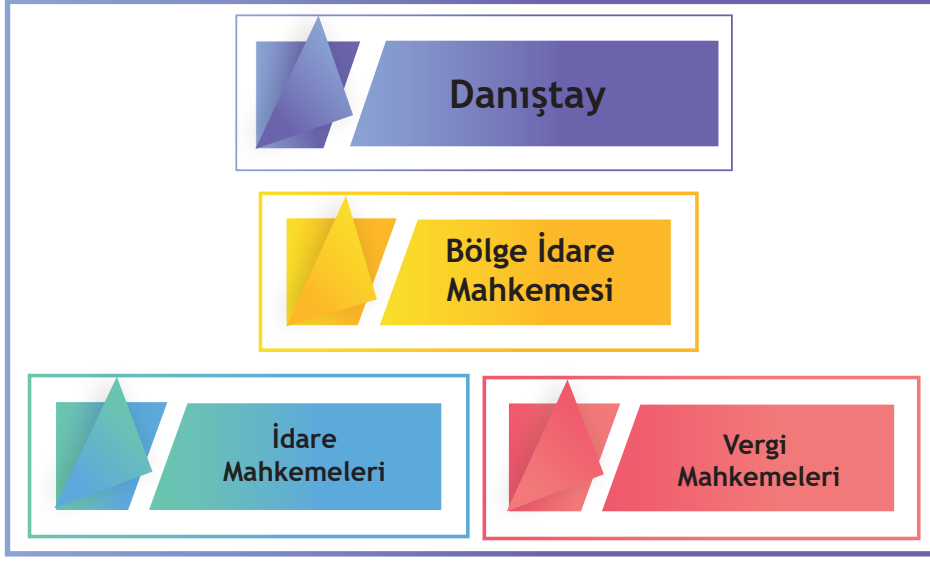 Danıştay
Bölge İdare
Mahkemesi
İdare
Mahkemeleri
Vergi
Mahkemeleri